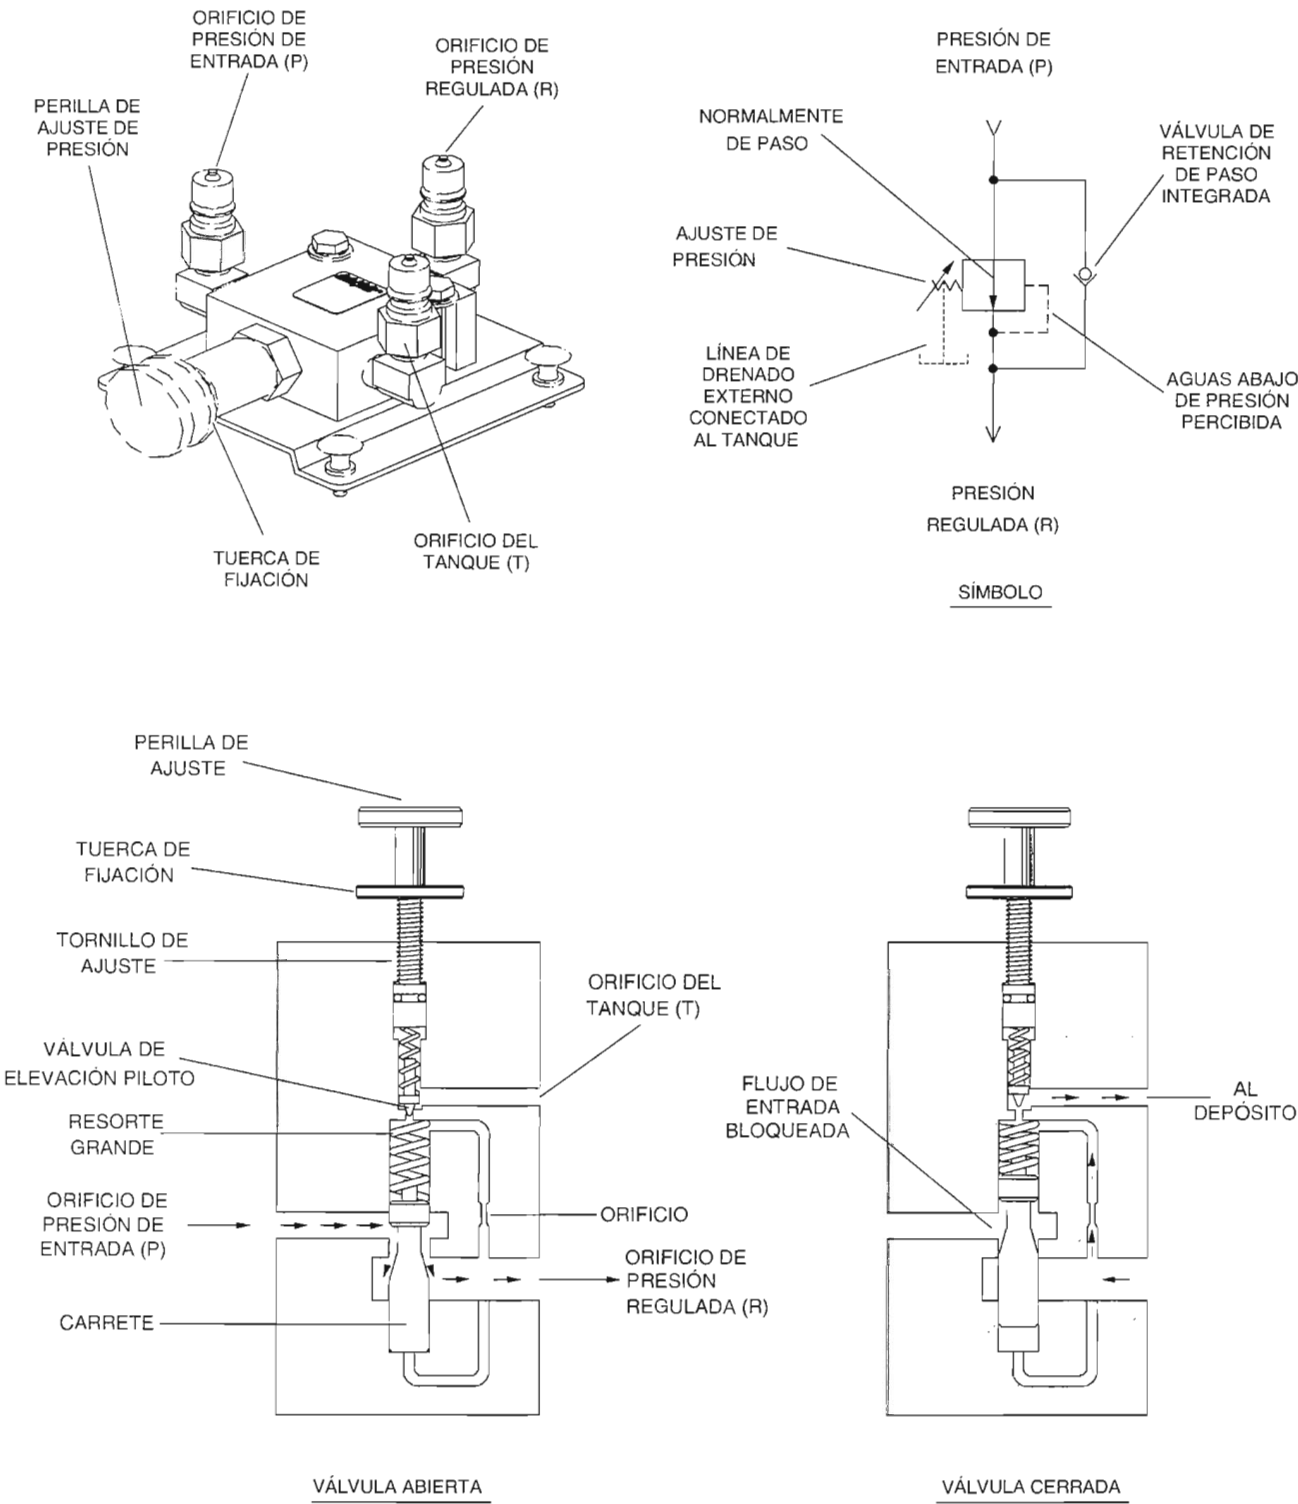 ORIFICIO DE
PRESIÓN DE
ENTRADA (P)
ORIFICIO DE
PRESIÓN
REGULADA (R)
PERILLA DE
AJUSTE DE
PRESIÓN
TUERCA DE
FIJACIÓN
ORIFICIO DEL
TANQUE (T)
PRESIÓN DE
ENTRADA (P)
NORMALMENTE
DE PASO
VÁLVULA DE
RETENCIÓN
DE PASO
INTEGRADA
AJUSTE DE
PRESIÓN
LÍNEA DE
DRENADO
EXTERNO
CONECTADO
AL TANQUE
AGUAS ABAJO
DE PRESIÓN
PERCIBIDA
PRESIÓN
REGULADA (R)
SÍMBOLO
PERILLA DE
AJUSTE
TUERCA DE
FIJACIÓN
TORNILLO DE
AJUSTE
ORIFICIO DEL
TANQUE (T)
VÁLVULA DE
ELEVACIÓN PILOTO
RESORTE
GRANDE
ORIFICIO DE
PRESIÓN DE
ENTRADA (P)
ORIFICIO
ORIFICIO DE
PRESIÓN
REGULADA (R)
CARRETE
VÁLVULA ABIERTA
FLUJO DE
ENTRADA
BLOQUEADA
AL
DEPÓSITO
VÁLVULA CERRADA